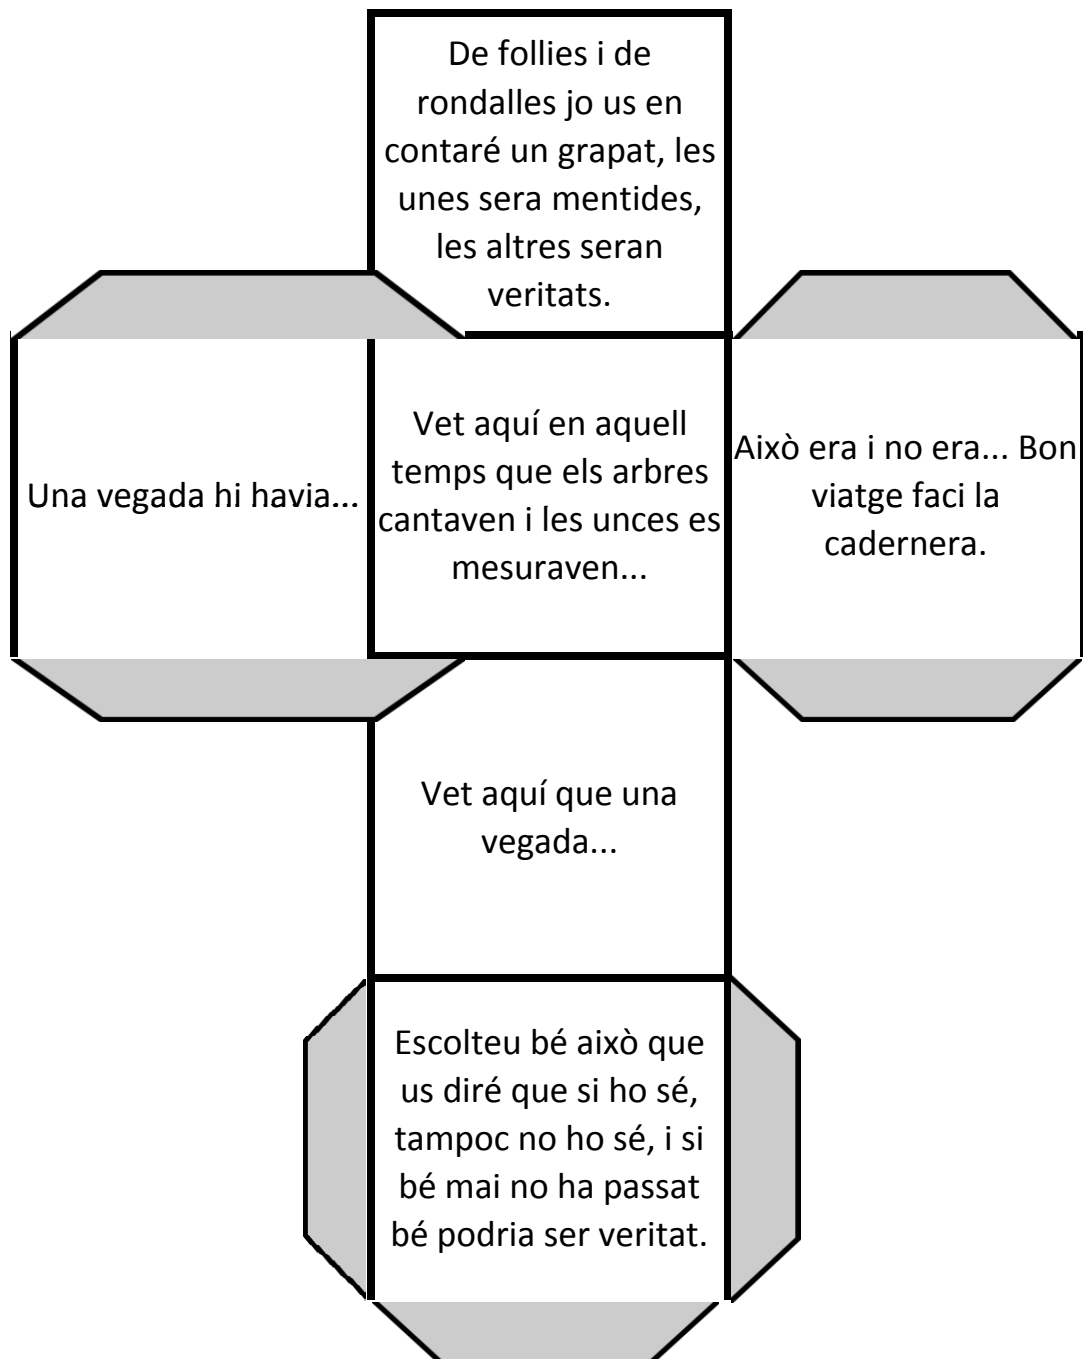 De follies i de
rondalles jo us en
contaré un grapat, les
unes sera mentides,
les altres seran
veritats.
Una vegada hi havia...
Vet aquí en aquell
temps que els arbres
cantaven i les unces es
mesuraven...
Això era i no era... Bon
viatge faci la
cadernera.
Vet aquí que una
vegada...
Escolteu bé això que
us diré que si ho sé,
tampoc no ho sé, i si
bé mai no ha passat
bé podria ser veritat.